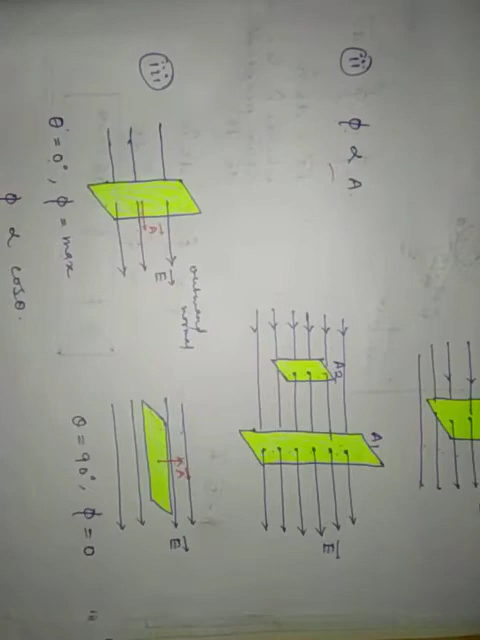 (ii) ϕ α A
A2
A1
E⃗
(iii)
A⃗
E⃗
outward
normal
A⃗
E⃗
θ = 0°, ϕ = max
θ = 90°, ϕ = 0
ϕ α cosθ.